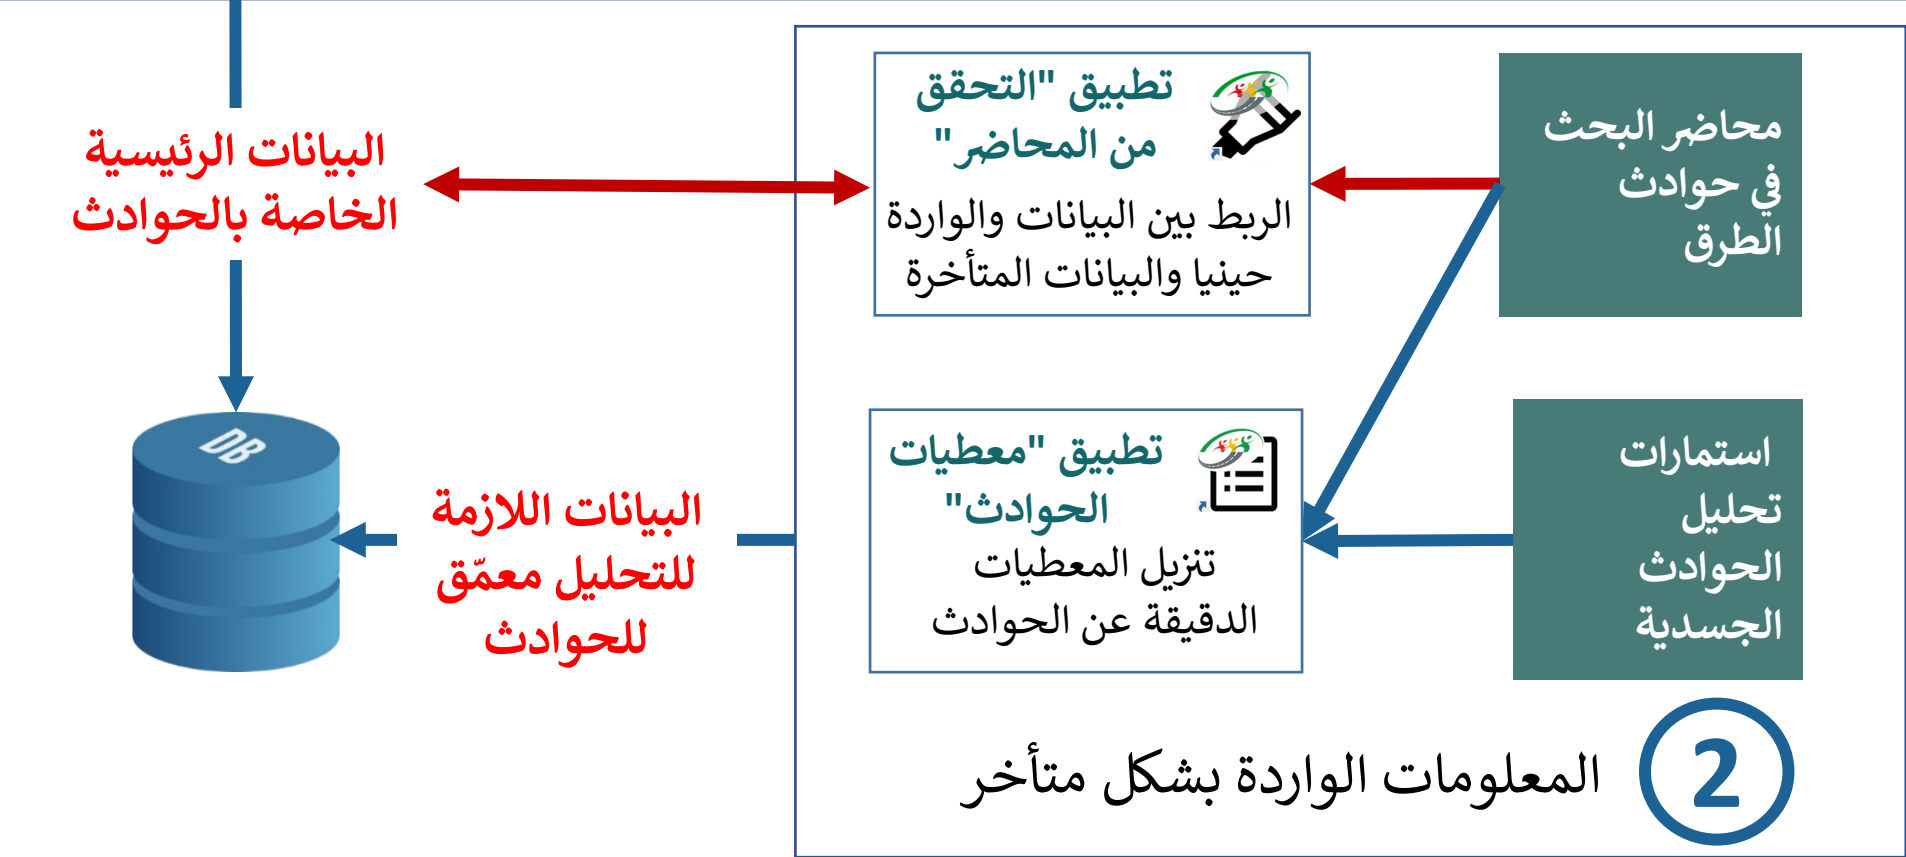 محاضر البحث
في حوادث
الطرق
تطبيق "التحقق
من المحاضر"
الربط بين البيانات والواردة
حينيا والبيانات المتأخرة
البيانات الرئيسية
الخاصة بالحوادث
استمارات
تحليل
الحوادث
الجسدية
تطبيق "معطيات
الحوادث"
تنزيل المعطيات
الدقيقة عن الحوادث
البيانات اللازمة
للتحليل معمّق
للحوادث
DB
2
المعلومات الواردة بشكل متأخر